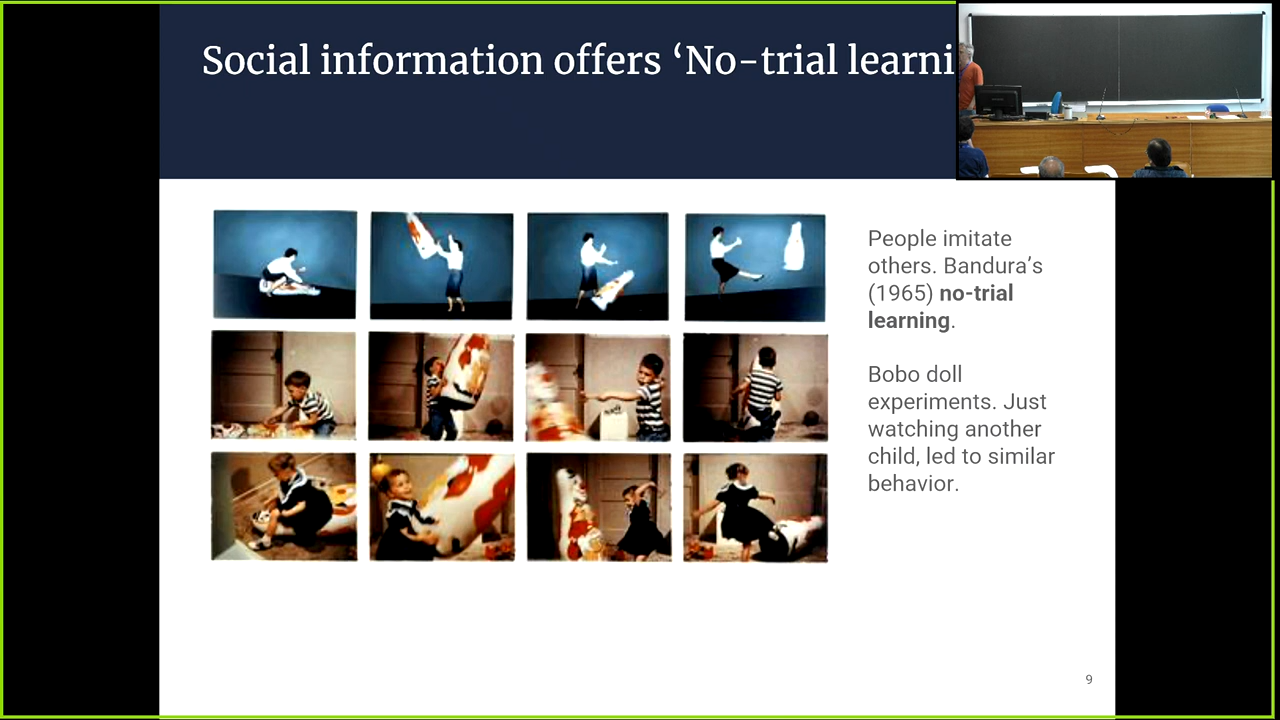 Social information offers ‘No-trial learni
People imitate
others. Bandura’s
(1965) no-trial
learning.
Bobo doll
experiments. Just
watching another
child, led to similar
behavior.
9